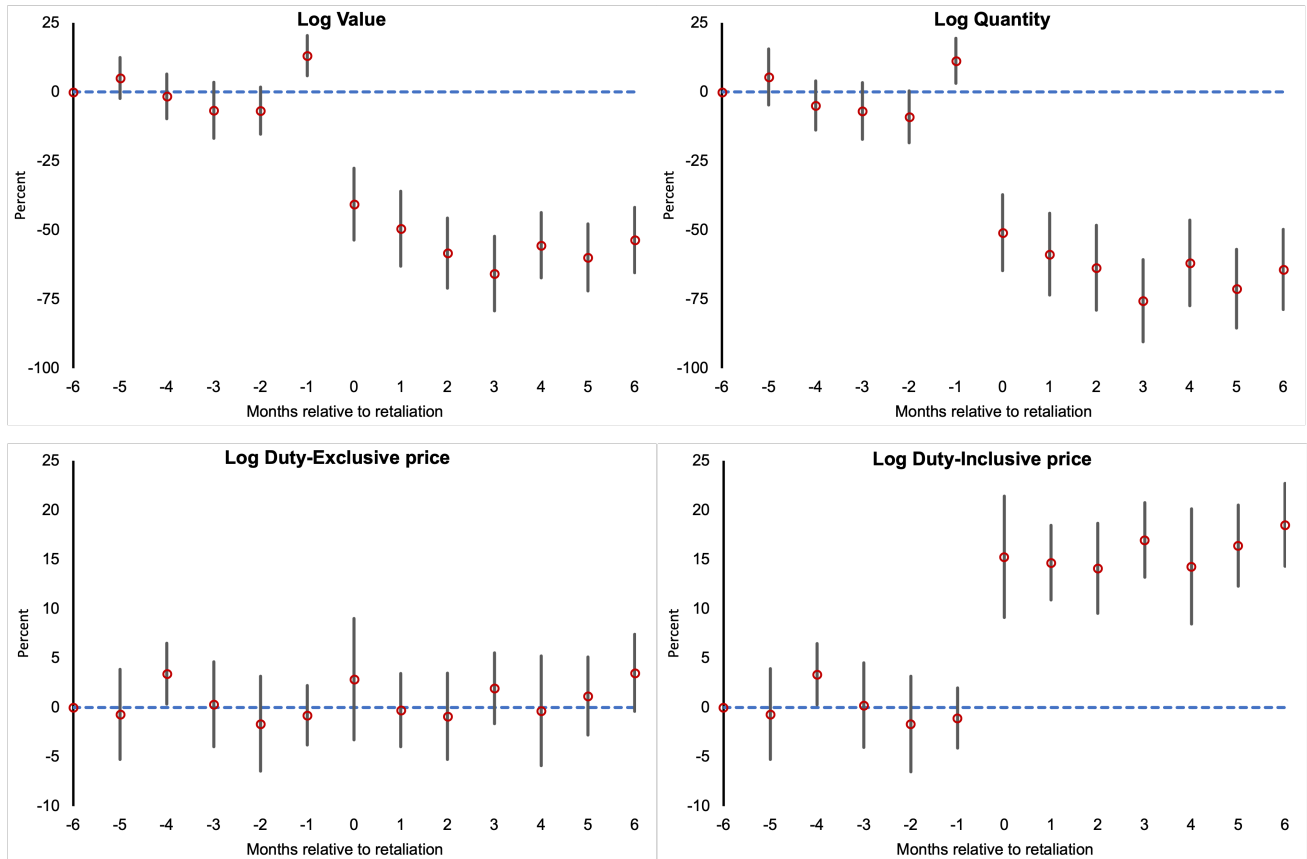 Log Value
25
0
-25
-50
-75
-100
Percent
-6 -5 -4 -3 -2 -1 0 1 2 3 4 5 6
Months relative to retaliation
Log Quantity
25
0
-25
-50
-75
-100
Percent
-6 -5 -4 -3 -2 -1 0 1 2 3 4 5 6
Months relative to retaliation
Log Duty-Exclusive price
25
20
15
10
5
0
-5
-10
Percent
-6 -5 -4 -3 -2 -1 0 1 2 3 4 5 6
Months relative to retaliation
Log Duty-Inclusive price
25
20
15
10
5
0
-5
-10
Percent
-6 -5 -4 -3 -2 -1 0 1 2 3 4 5 6
Months relative to retaliation